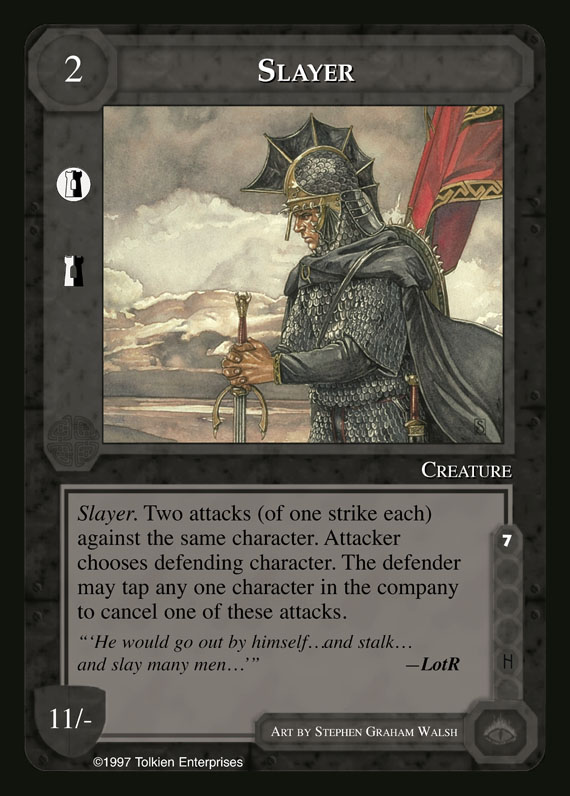 2
SLAYER
CREATURE
Slayer. Two attacks (of one strike each)
against the same character. Attacker
chooses defending character. The defender
may tap any one character in the company
to cancel one of these attacks.
7
“‘He would go out by himself…and stalk…
and slay many men…’” —LotR
H
11/-
ART BY STEPHEN GRAHAM WALSH
©1997 Tolkien Enterprises
S